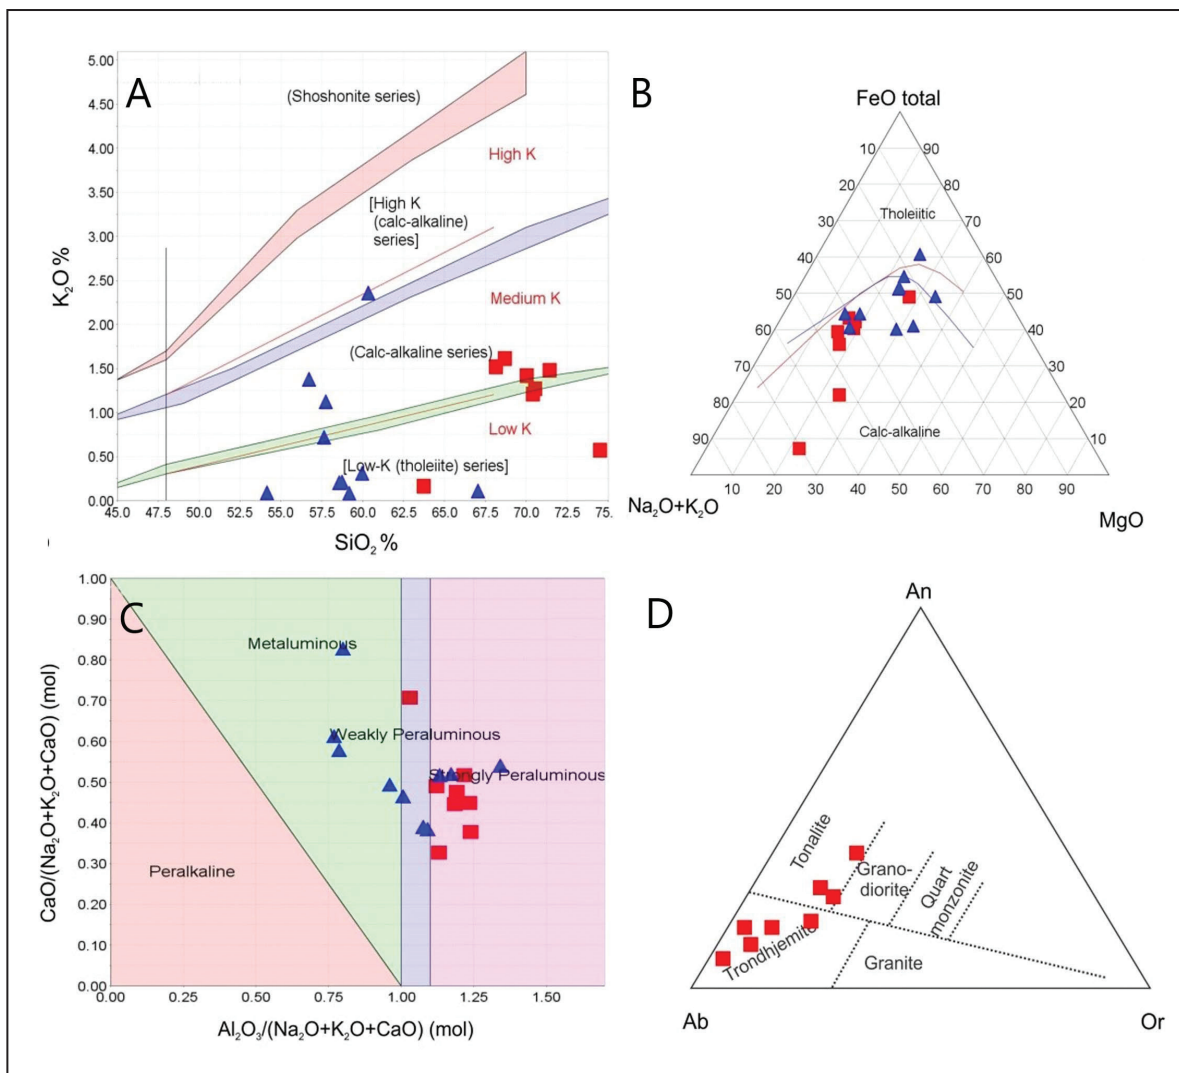 A
5.00
4.50
4.00
3.50
3.00
2.50
2.00
1.50
1.00
0.50
0.00
K₂O %
(Shoshonite series)
High K
[High K
(calc-alkaline)
series]
Medium K
(Calc-alkaline series)
Low K
[Low-K (tholeiite) series]
45.0 47.5 50.0 52.5 55.0 57.5 60.0 62.5 65.0 67.5 70.0 72.5 75.
SiO₂ %
B
FeO total
10 90
20 80
Tholeiitic
30 70
40 60
50
60 40
70 30
80 20
Calc-alkaline
90 10
10 20 30 40 50 60 70 80 90
Na₂O+K₂O
MgO
C
1.00
0.90
0.80
0.70
0.60
0.50
0.40
0.30
0.20
0.10
0.00
CaO/(Na₂O+K₂O+CaO) (mol)
Metaluminous
Weakly Peraluminous
Strongly Peraluminous
Peralkaline
0.00 0.25 0.50 0.75 1.00 1.25 1.50
Al₂O₃/(Na₂O+K₂O+CaO) (mol)
D
An
Tonalite
Grano-
diorite
Quart
monzonite
Trondhjemite
Granite
Ab
Or